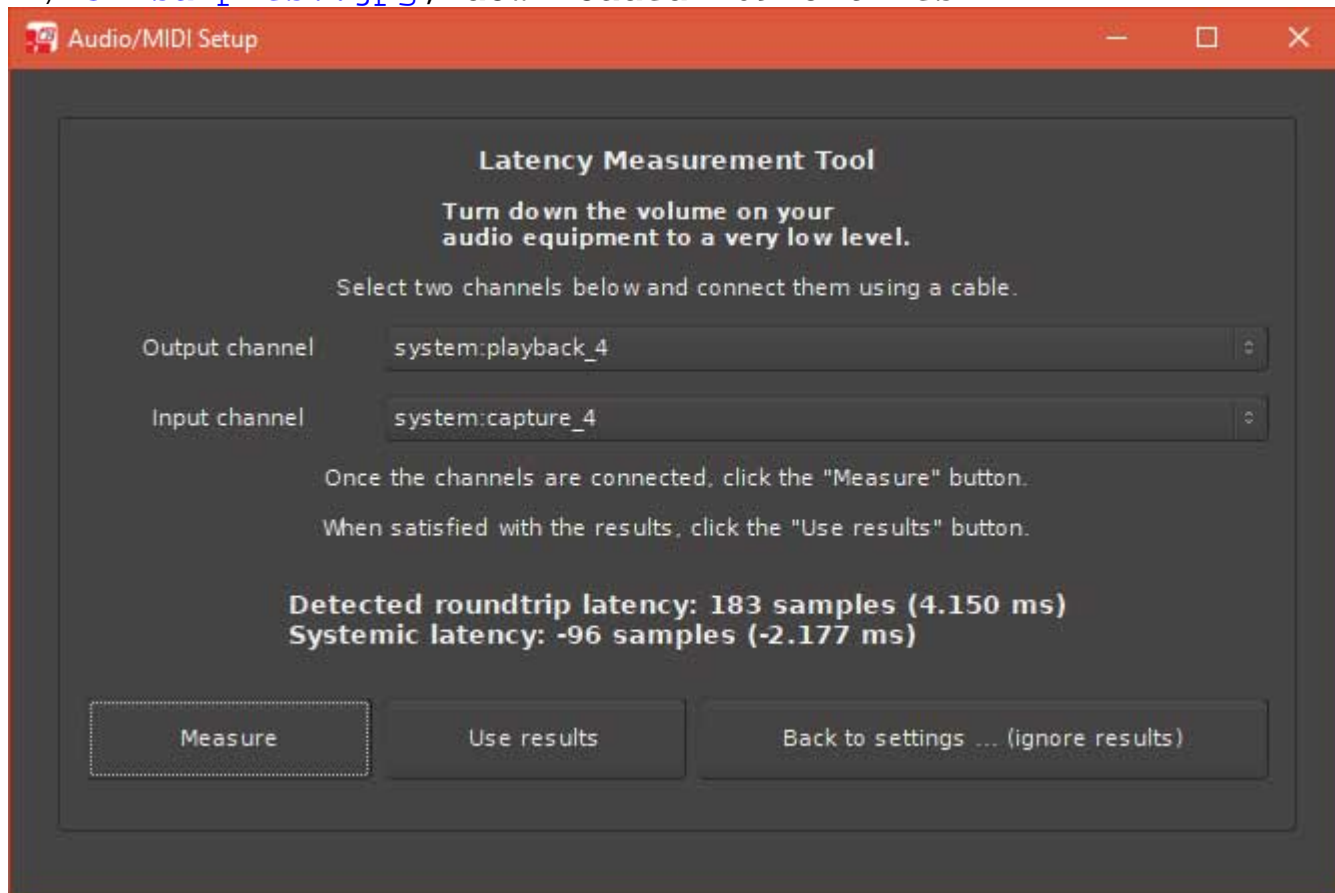 Audio/MIDI Setup
Latency Measurement Tool
Turn down the volume on your
audio equipment to a very low level.
Select two channels below and connect them using a cable.
Output channel system:playback_4
Input channel system:capture_4
Once the channels are connected, click the "Measure" button.
When satisfied with the results, click the "Use results" button.
Detected roundtrip latency: 183 samples (4.150 ms)
Systemic latency: -96 samples (-2.177 ms)
Measure Use results Back to settings ... (ignore results)